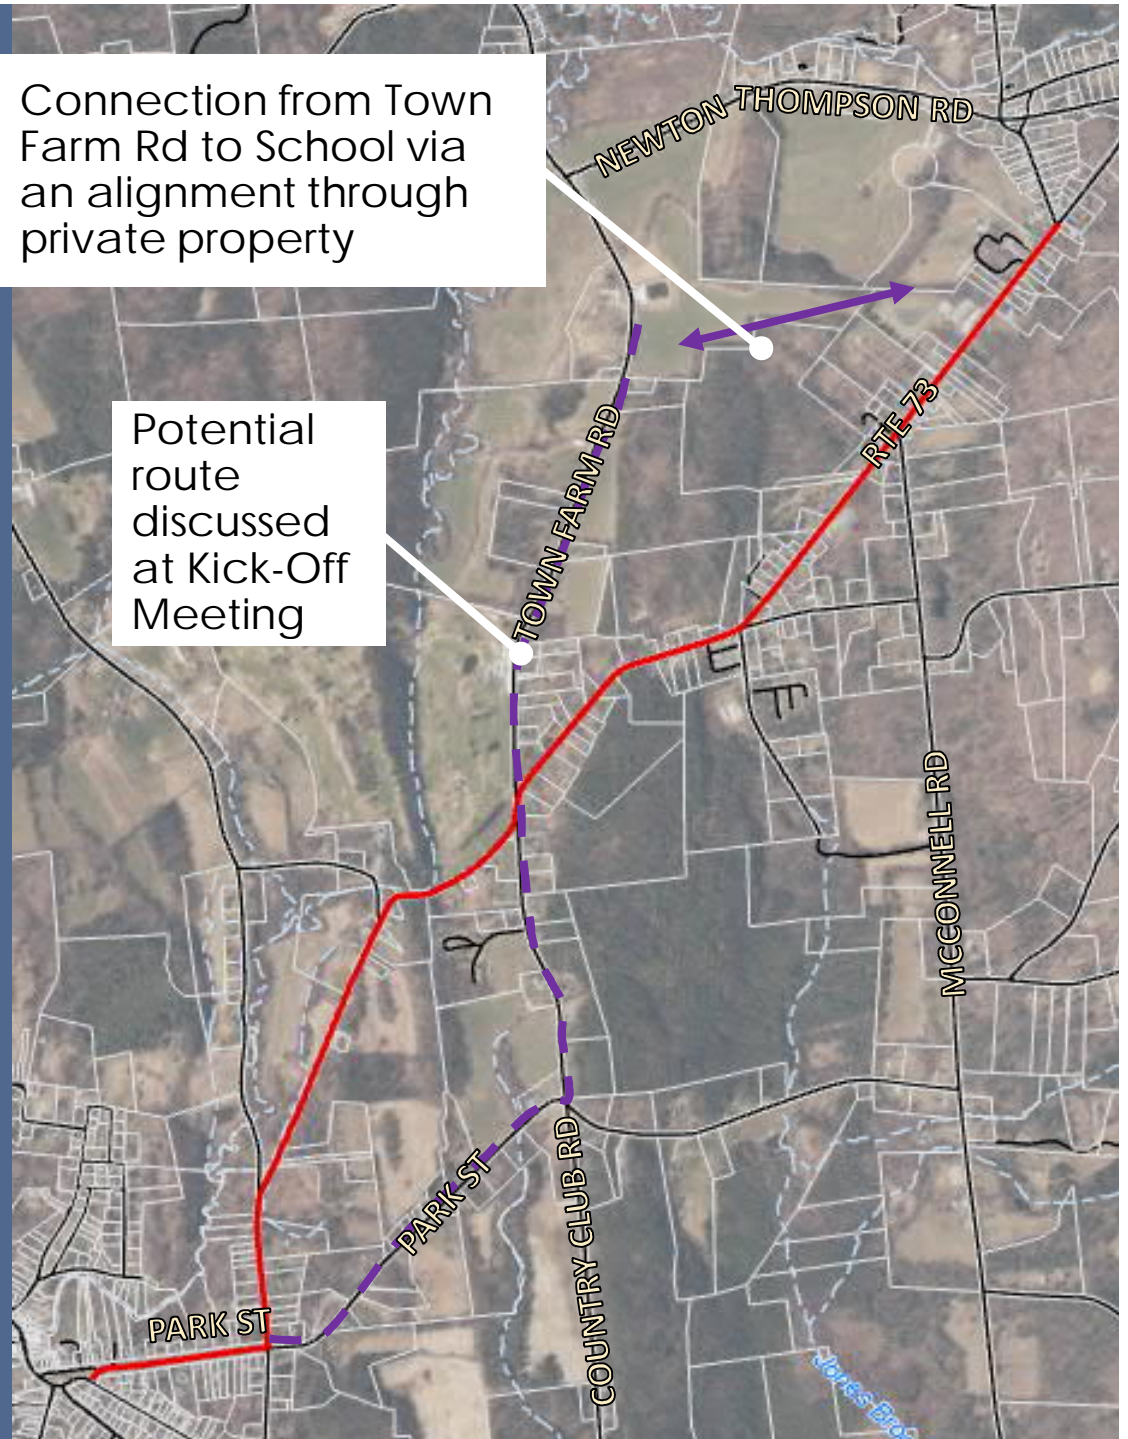 Connection from Town
Farm Rd to School via
an alignment through
private property
NEWTON THOMPSON RD
RTE 73
Potential
route
discussed
at Kick-Off
Meeting
TOWN FARM RD
MCCONNELL RD
PARK ST
COUNTRY CLUB RD
PARK ST
Jones